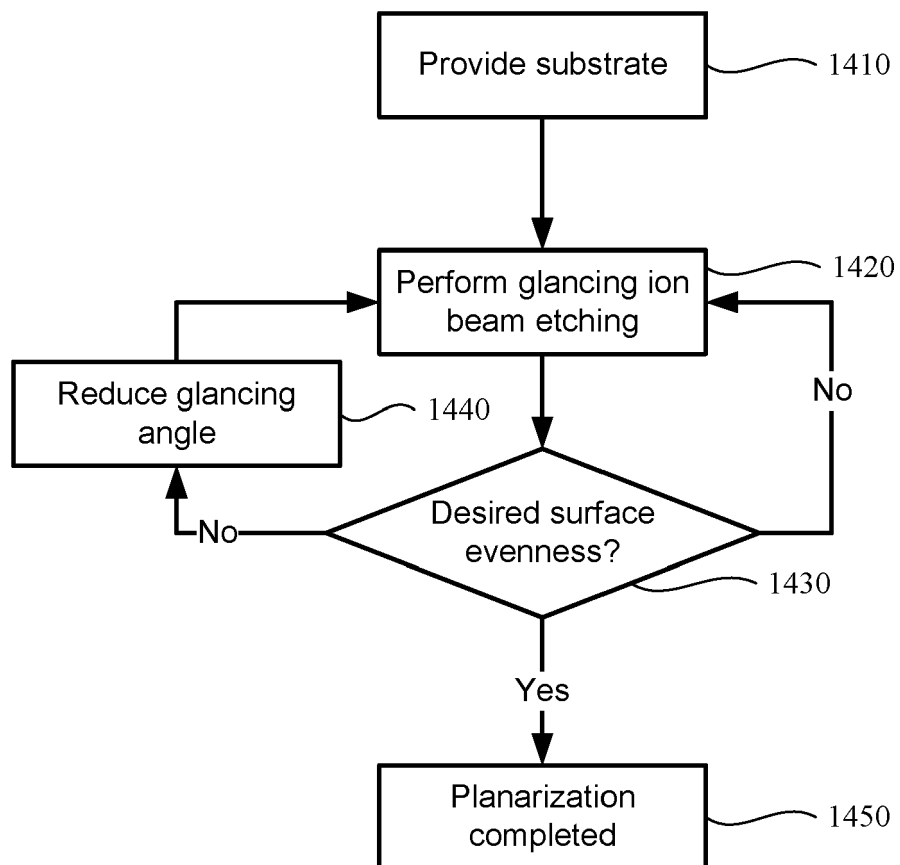 Provide substrate
1410
Perform glancing ion
beam etching
1420
Reduce glancing
angle
1440
No
No
Desired surface
evenness?
1430
Yes
Planarization
completed
1450